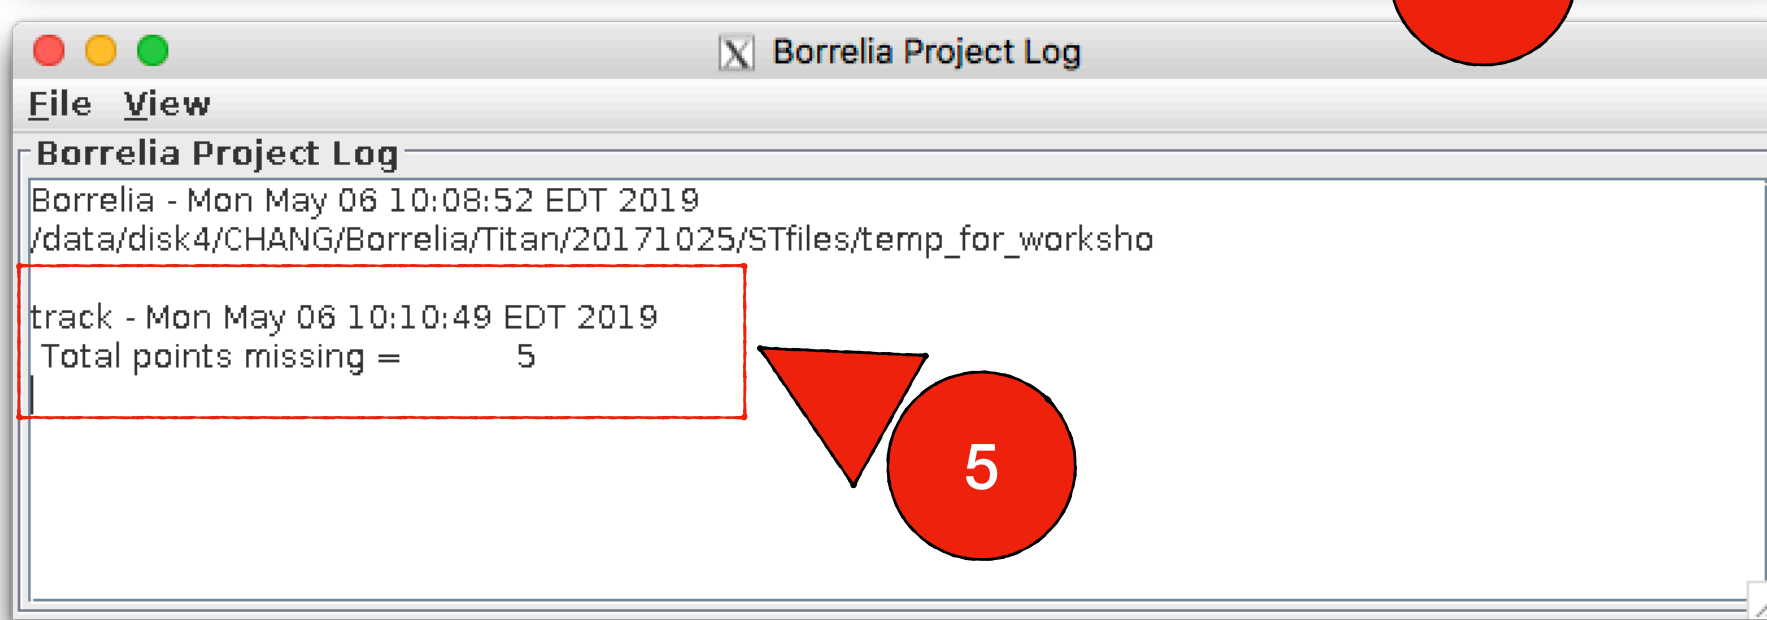 Borrelia Project Log
File View
Borrelia Project Log
Borrelia - Mon May 06 10:08:52 EDT 2019
/data/disk4/CHANG/Borrelia/Titan/20171025/STfiles/temp_for_worksho
track - Mon May 06 10:10:49 EDT 2019
Total points missing = 5
5